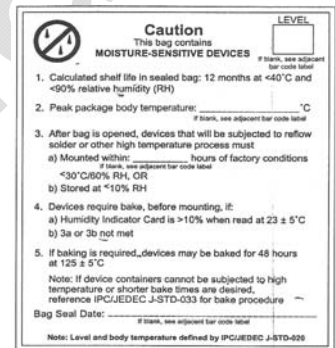 Caution
This bag contains
MOISTURE-SENSITIVE DEVICES
LEVEL
If blank, see adjacent
bar code label
1. Calculated shelf life in sealed bag: 12 months at <40°C and
<90% relative humidity (RH)
2. Peak package body temperature: ____________ °C
If blank, see adjacent bar code label
3. After bag is opened, devices that will be subjected to reflow
solder or other high temperature process must
a) Mounted within: ________ hours of factory conditions
If blank, see adjacent bar code label
<30°C/60% RH, OR
b) Stored at <10% RH
4. Devices require bake, before mounting, if:
a) Humidity Indicator Card is >10% when read at 23 ± 5°C
b) 3a or 3b not met
5. If baking is required, devices may be baked for 48 hours
at 125 ± 5°C
Note: If device containers cannot be subjected to high
temperature or shorter bake times are desired,
reference IPC/JEDEC J-STD-033 for bake procedure
Bag Seal Date: ____________
If blank, see adjacent bar code label
Note: Level and body temperature defined by IPC/JEDEC J-STD-020